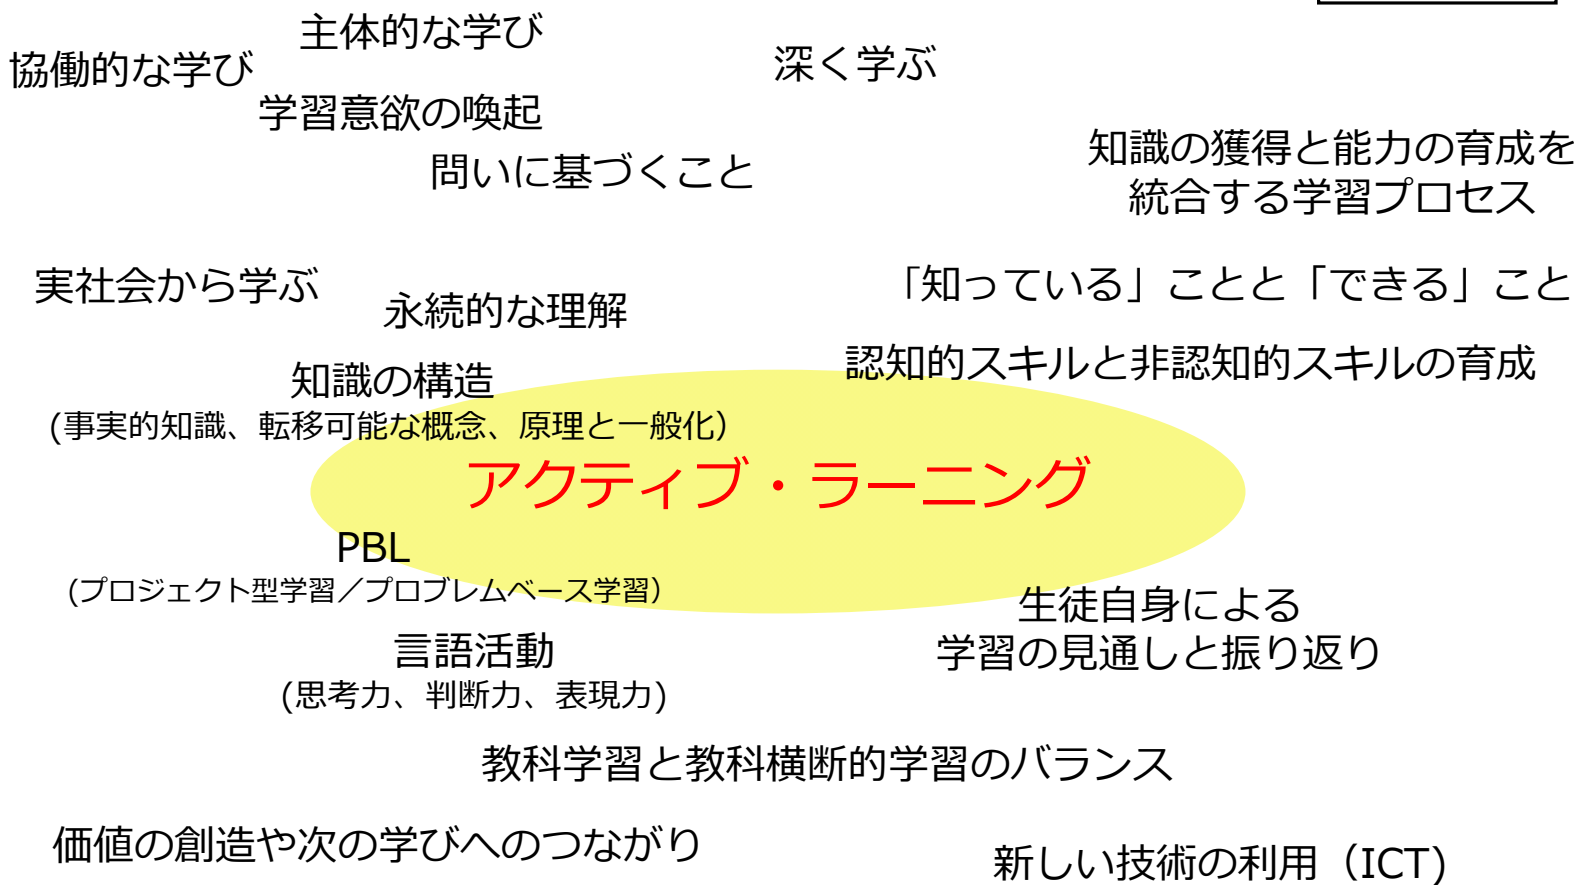 主体的な学び
協働的な学び
深く学ぶ
学習意欲の喚起
問いに基づくこと
知識の獲得と能力の育成を
統合する学習プロセス
実社会から学ぶ
永続的な理解
「知っている」ことと「できる」こと
認知的スキルと非認知的スキルの育成
知識の構造
(事実的知識、転移可能な概念、原理と一般化）
アクティブ・ラーニング
PBL
(プロジェクト型学習／プロブレムベース学習）
生徒自身による
学習の見通しと振り返り
言語活動
(思考力、判断力、表現力)
教科学習と教科横断的学習のバランス
価値の創造や次の学びへのつながり
新しい技術の利用（ICT)